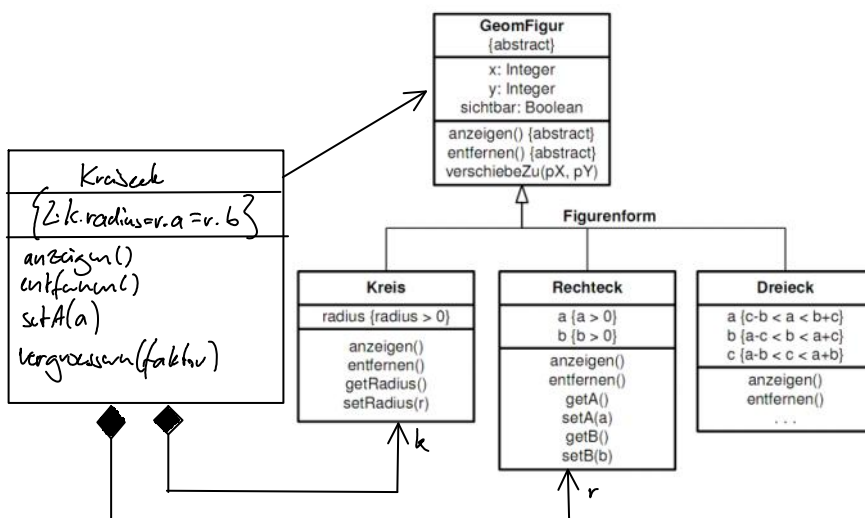 GeomFigur
{abstract}
x: Integer
y: Integer
sichtbar: Boolean
anzeigen() {abstract}
entfernen() {abstract}
verschiebeZu(pX, pY)
Kreiseck
{2·k.radius=r.a=r.b}
anzeigen()
entfernen()
setA(a)
vergroessern(faktor)
Figurenform
Kreis
radius {radius > 0}
anzeigen()
entfernen()
getRadius()
setRadius(r)
Rechteck
a {a > 0}
b {b > 0}
anzeigen()
entfernen()
getA()
setA(a)
getB()
setB(b)
Dreieck
a {c-b < a < b+c}
b {a-c < b < a+c}
c {a-b < c < a+b}
anzeigen()
entfernen()
. . .
k
r